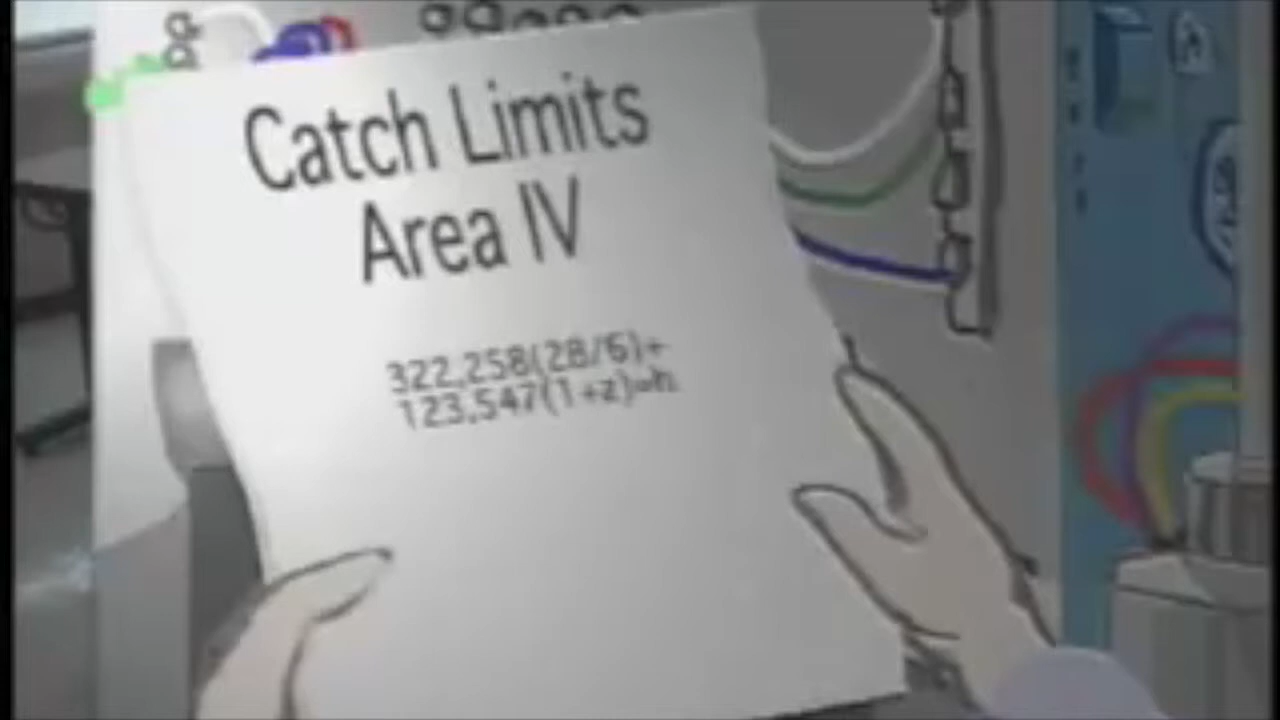 Catch Limits
Area IV
322,258(28/6)+
123,547(1+z)=h